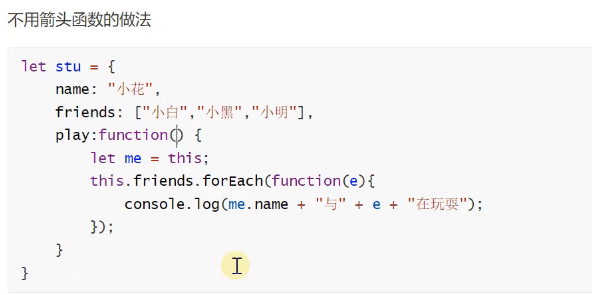 不用箭头函数的做法
let stu = {
    name: "小花",
    friends: ["小白","小黑","小明"],
    play:function() {
        let me = this;
        this.friends.forEach(function(e){
            console.log(me.name + "与" + e + "在玩耍");
        });
    }
}